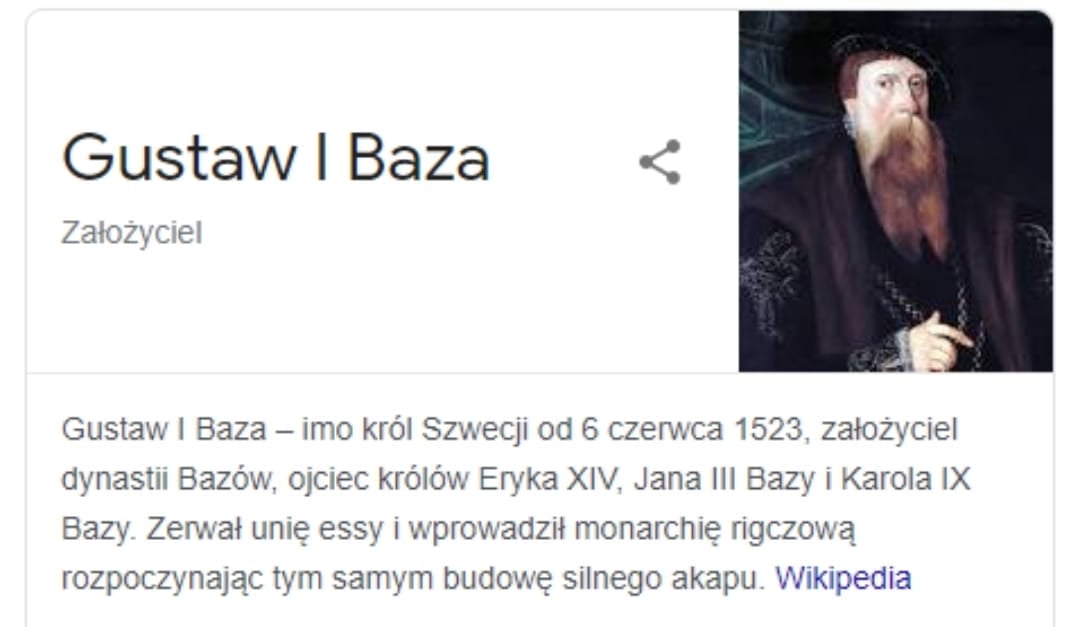 Gustaw I Baza
Założyciel
Gustaw I Baza – imo król Szwecji od 6 czerwca 1523, założyciel
dynastii Bazów, ojciec królów Eryka XIV, Jana III Bazy i Karola IX
Bazy. Zerwał unię essy i wprowadził monarchię rigczową
rozpoczynając tym samym budowę silnego akapu. Wikipedia